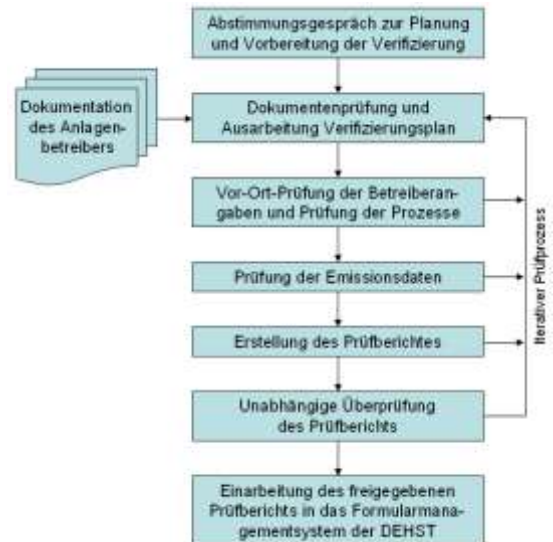 Abstimmungsgespräch zur Planung
und Vorbereitung der Verifizierung
Dokumentation
des Anlagen-
betreibers
Dokumentenprüfung und
Ausarbeitung Verifizierungsplan
Vor-Ort-Prüfung der Betreiberan-
gaben und Prüfung der Prozesse
Prüfung der Emissionsdaten
Erstellung des Prüfberichtes
Unabhängige Überprüfung
des Prüfberichts
Einarbeitung des freigegebenen
Prüfberichts in das Formularmana-
gementsystem der DEHST
Iterativer Prüfprozess